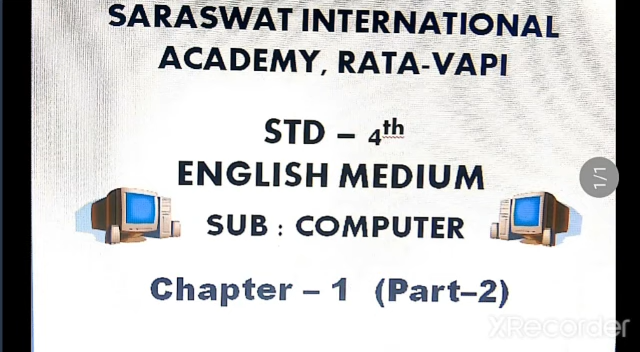 SARASWAT INTERNATIONAL
ACADEMY, RATA-VAPI
STD – 4th
ENGLISH MEDIUM
SUB : COMPUTER
Chapter – 1 (Part–2)
1/1
XRecorder